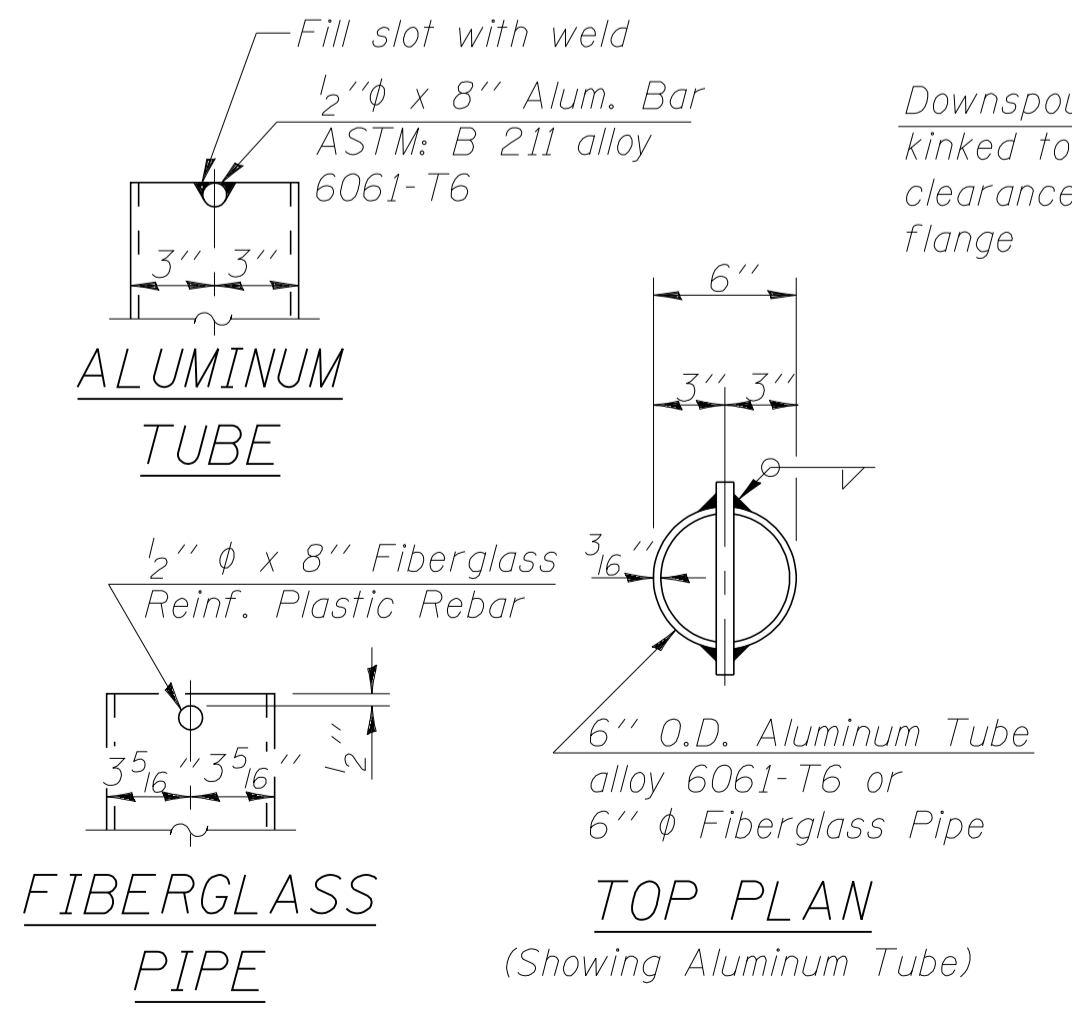 Fill slot with weld
1/2"ϕ x 8" Alum. Bar
ASTM: B 211 alloy
6061-T6
3" 3"
ALUMINUM
TUBE
kinked to
clearance
flange
6"
3" 3"
3/16"
1/2" ϕ x 8" Fiberglass
Reinf. Plastic Rebar
3 5/16" 3 5/16"
1/2"
FIBERGLASS
PIPE
6" O.D. Aluminum Tube
alloy 6061-T6 or
6" ϕ Fiberglass Pipe
TOP PLAN
(Showing Aluminum Tube)